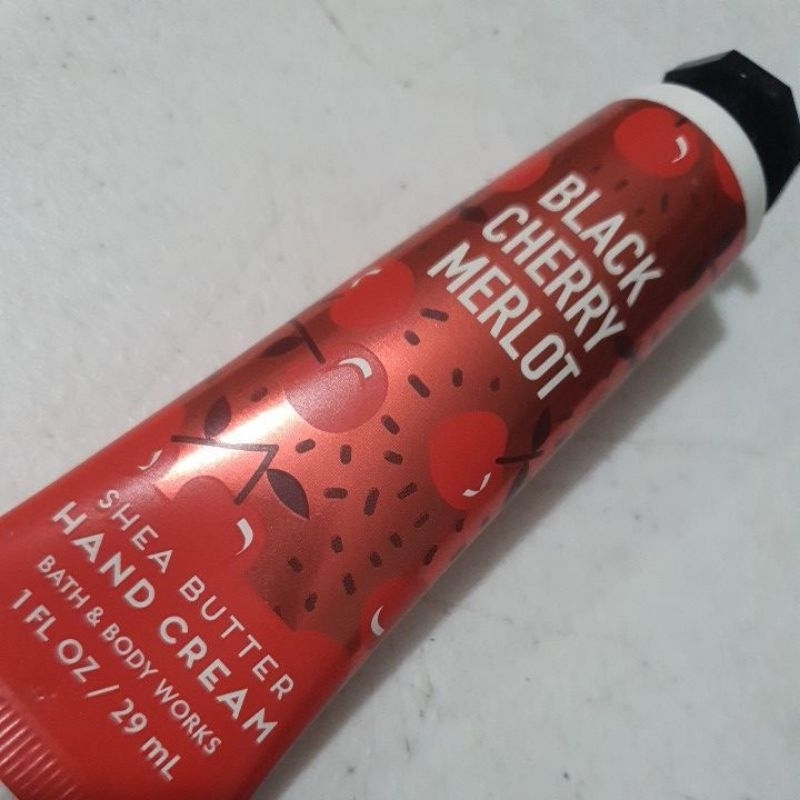 BLACK
CHERRY
MERLOT
SHEA BUTTER
HAND CREAM
BATH & BODY WORKS
1 FL OZ / 29 mL